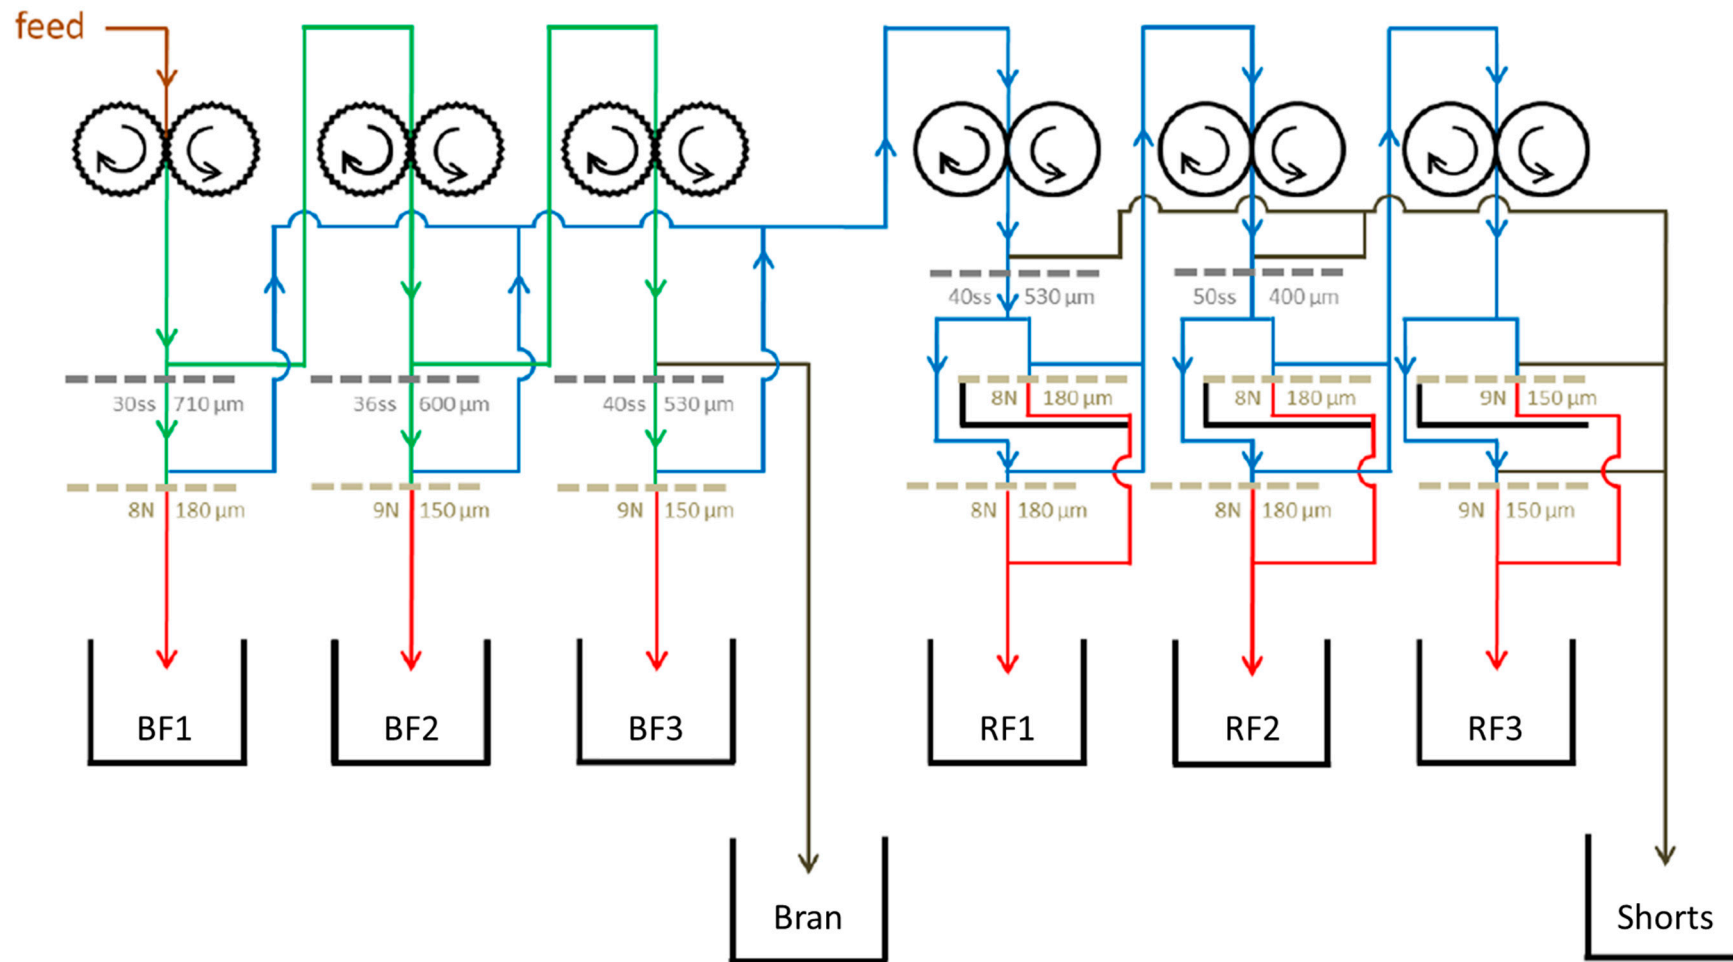 feed
40ss 530 µm
50ss 400 µm
30ss 710 µm
36ss 600 µm
40ss 530 µm
8N 180 µm
8N 180 µm
9N 150 µm
8N 180 µm
9N 150 µm
9N 150 µm
8N 180 µm
8N 180 µm
9N 150 µm
BF1
BF2
BF3
RF1
RF2
RF3
Bran
Shorts